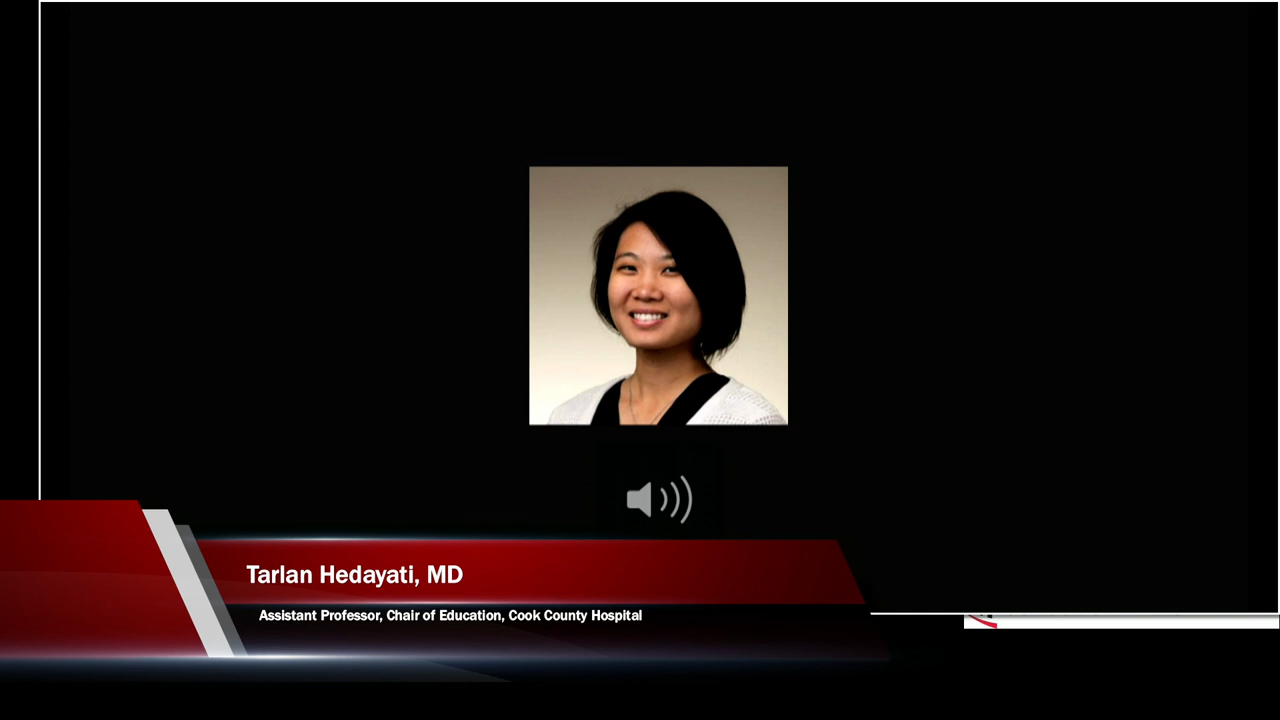 Tarlan Hedayati, MD
Assistant Professor, Chair of Education, Cook County Hospital